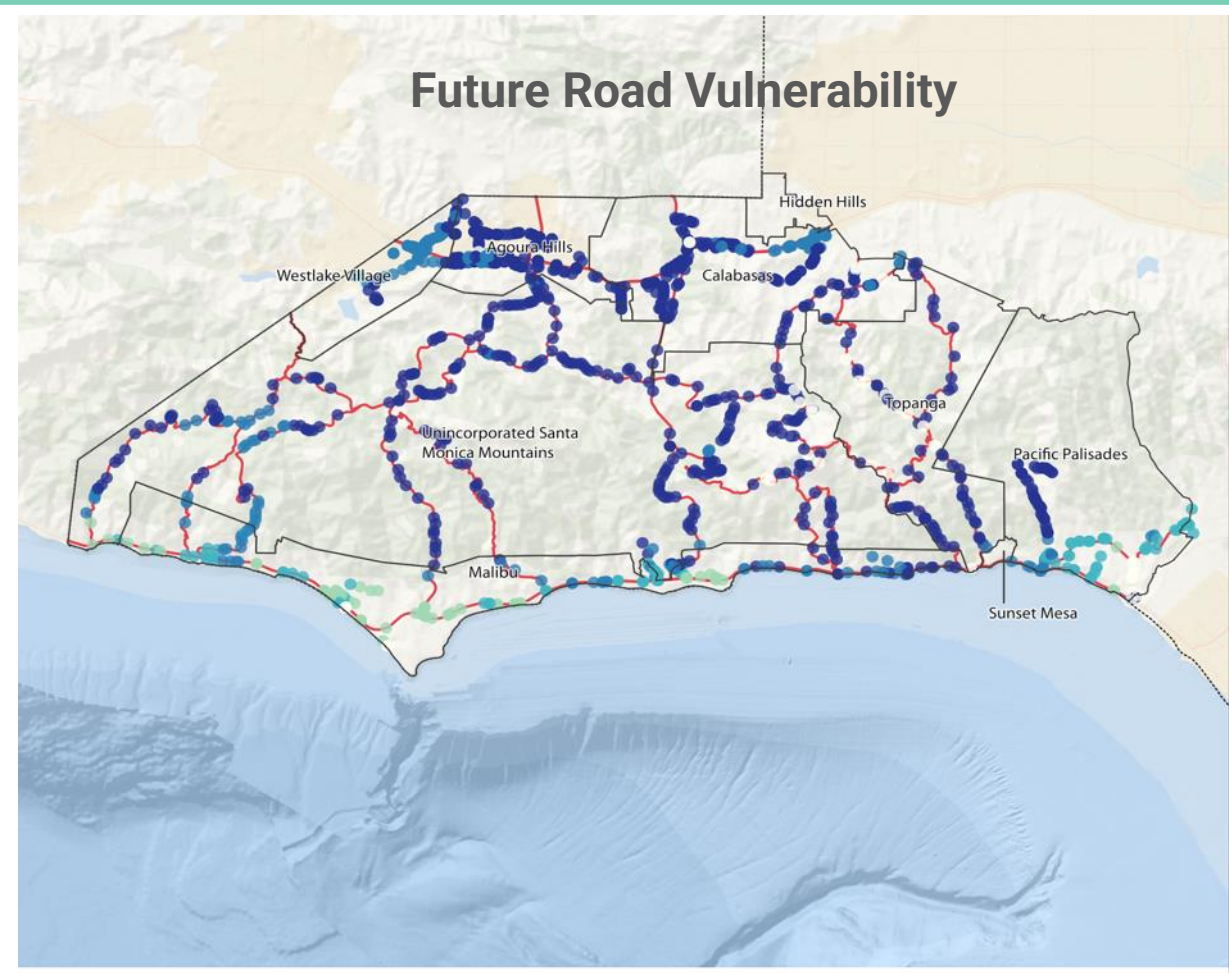 Future Road Vulnerability
Hidden Hills
Agoura Hills
Westlake Village
Calabasas
Topanga
Unincorporated Santa
Monica Mountains
Pacific Palisades
Malibu
Sunset Mesa